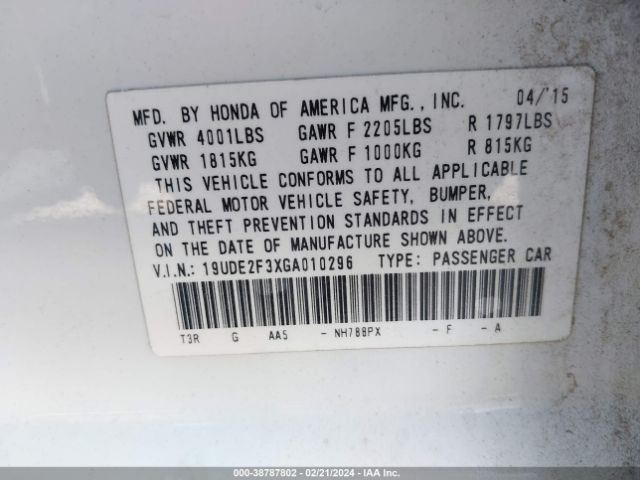 MFD. BY HONDA OF AMERICA MFG., INC. 04/'15
GVWR 4001LBS GAWR F 2205LBS R 1797LBS
GVWR 1815KG GAWR F 1000KG R 815KG
THIS VEHICLE CONFORMS TO ALL APPLICABLE
FEDERAL MOTOR VEHICLE SAFETY, BUMPER,
AND THEFT PREVENTION STANDARDS IN EFFECT
ON THE DATE OF MANUFACTURE SHOWN ABOVE.
V.I.N.: 19UDE2F3XGA010296 TYPE: PASSENGER CAR
T3R G AA5 - NH788PX - F - A
000-38787802 - 02/21/2024 - IAA Inc.